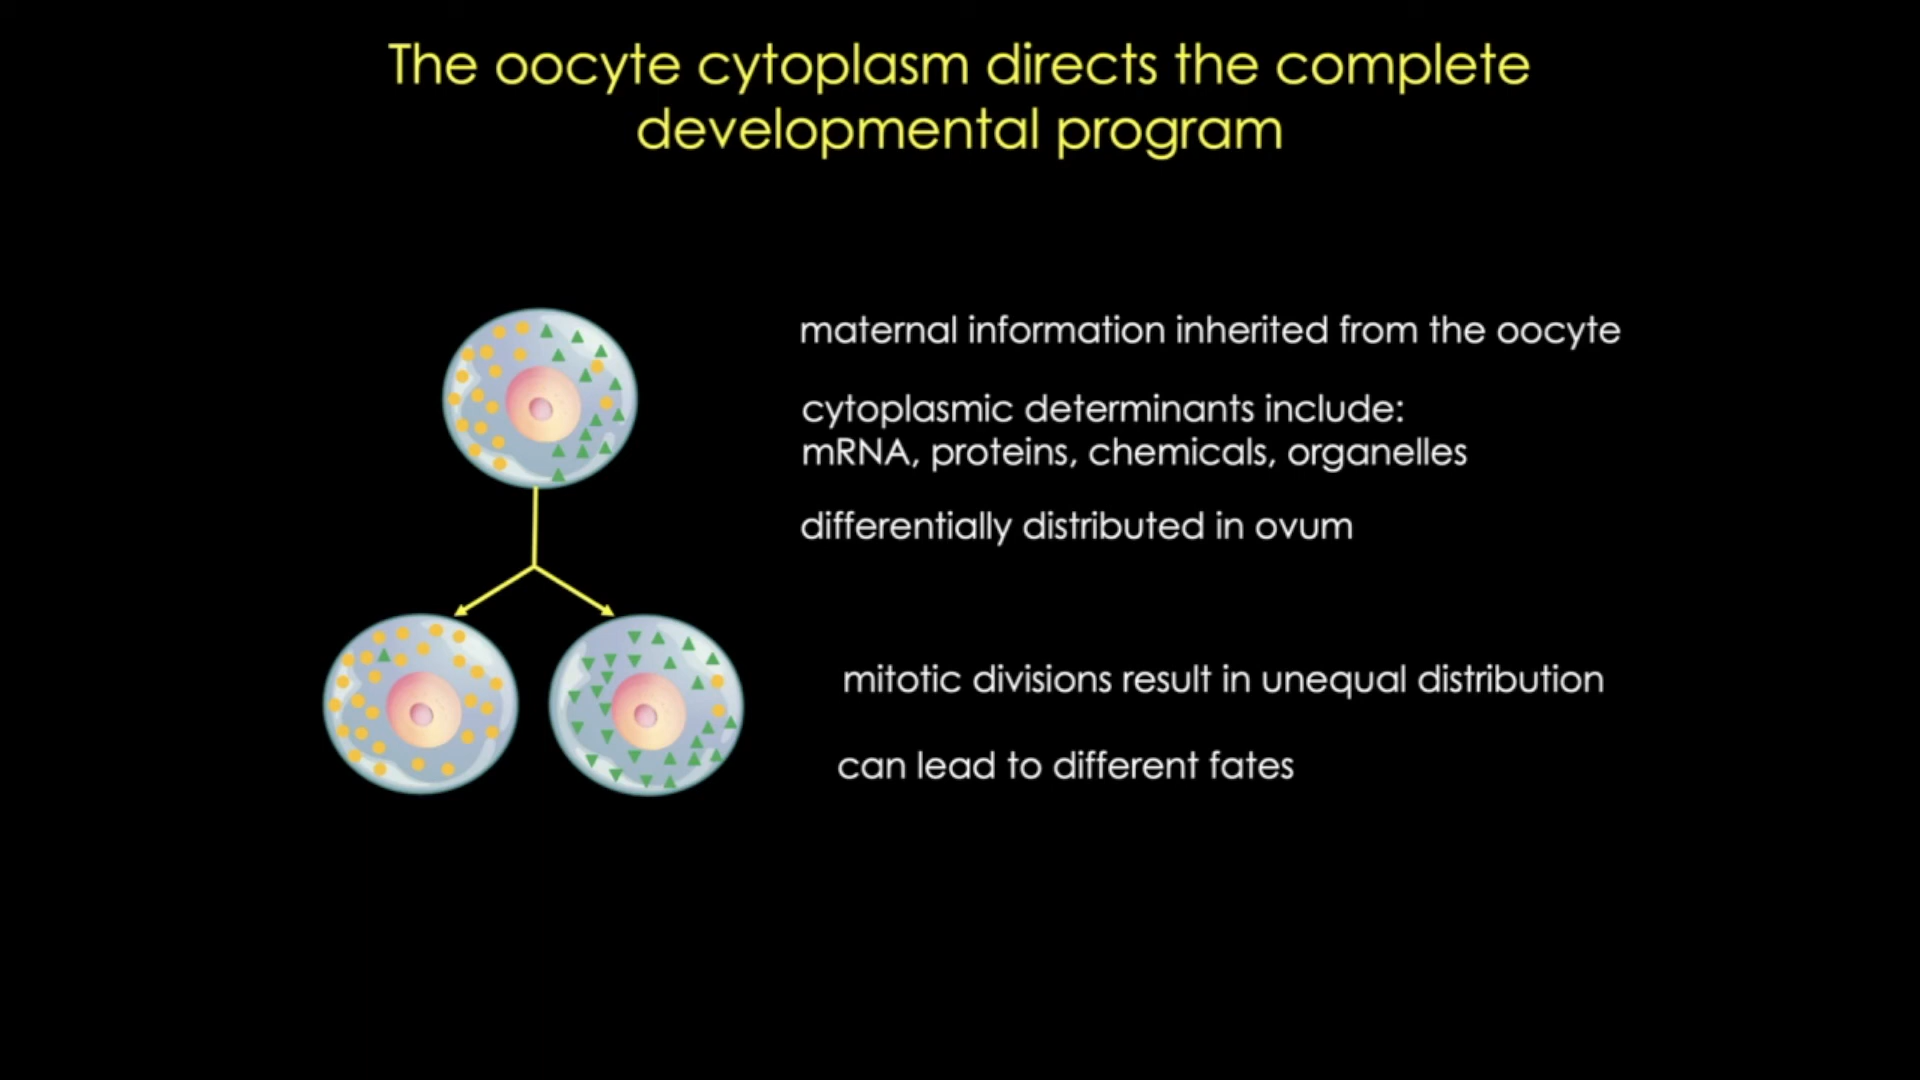 The oocyte cytoplasm directs the complete
developmental program
maternal information inherited from the oocyte
cytoplasmic determinants include:
mRNA, proteins, chemicals, organelles
differentially distributed in ovum
mitotic divisions result in unequal distribution
can lead to different fates